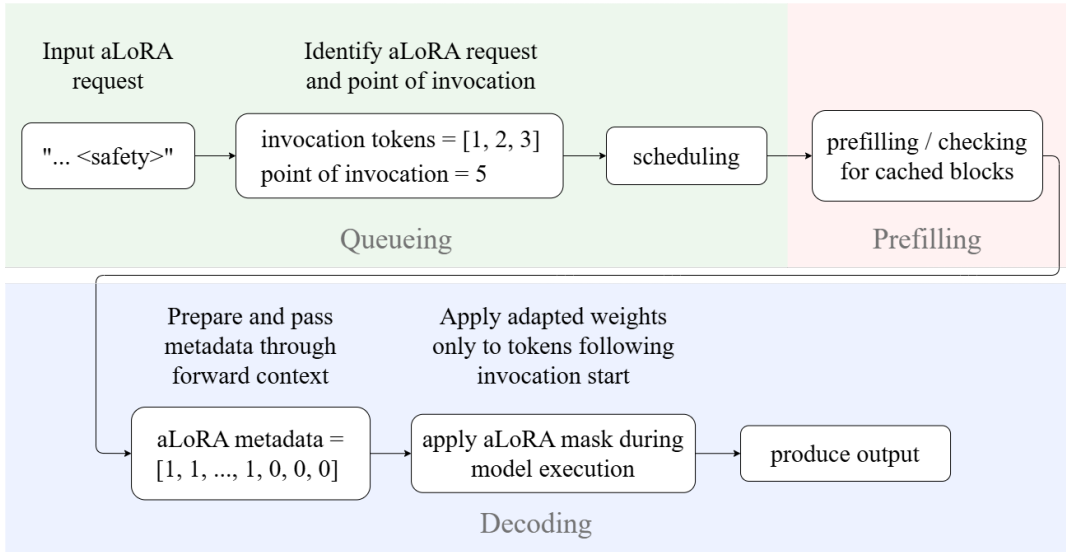 Input aLoRA
request
Identify aLoRA request
and point of invocation
"... <safety>"
invocation tokens = [1, 2, 3]
point of invocation = 5
scheduling
prefilling / checking
for cached blocks
Queueing
Prefilling
Prepare and pass
metadata through
forward context
Apply adapted weights
only to tokens following
invocation start
aLoRA metadata =
[1, 1, ..., 1, 0, 0, 0]
apply aLoRA mask during
model execution
produce output
Decoding